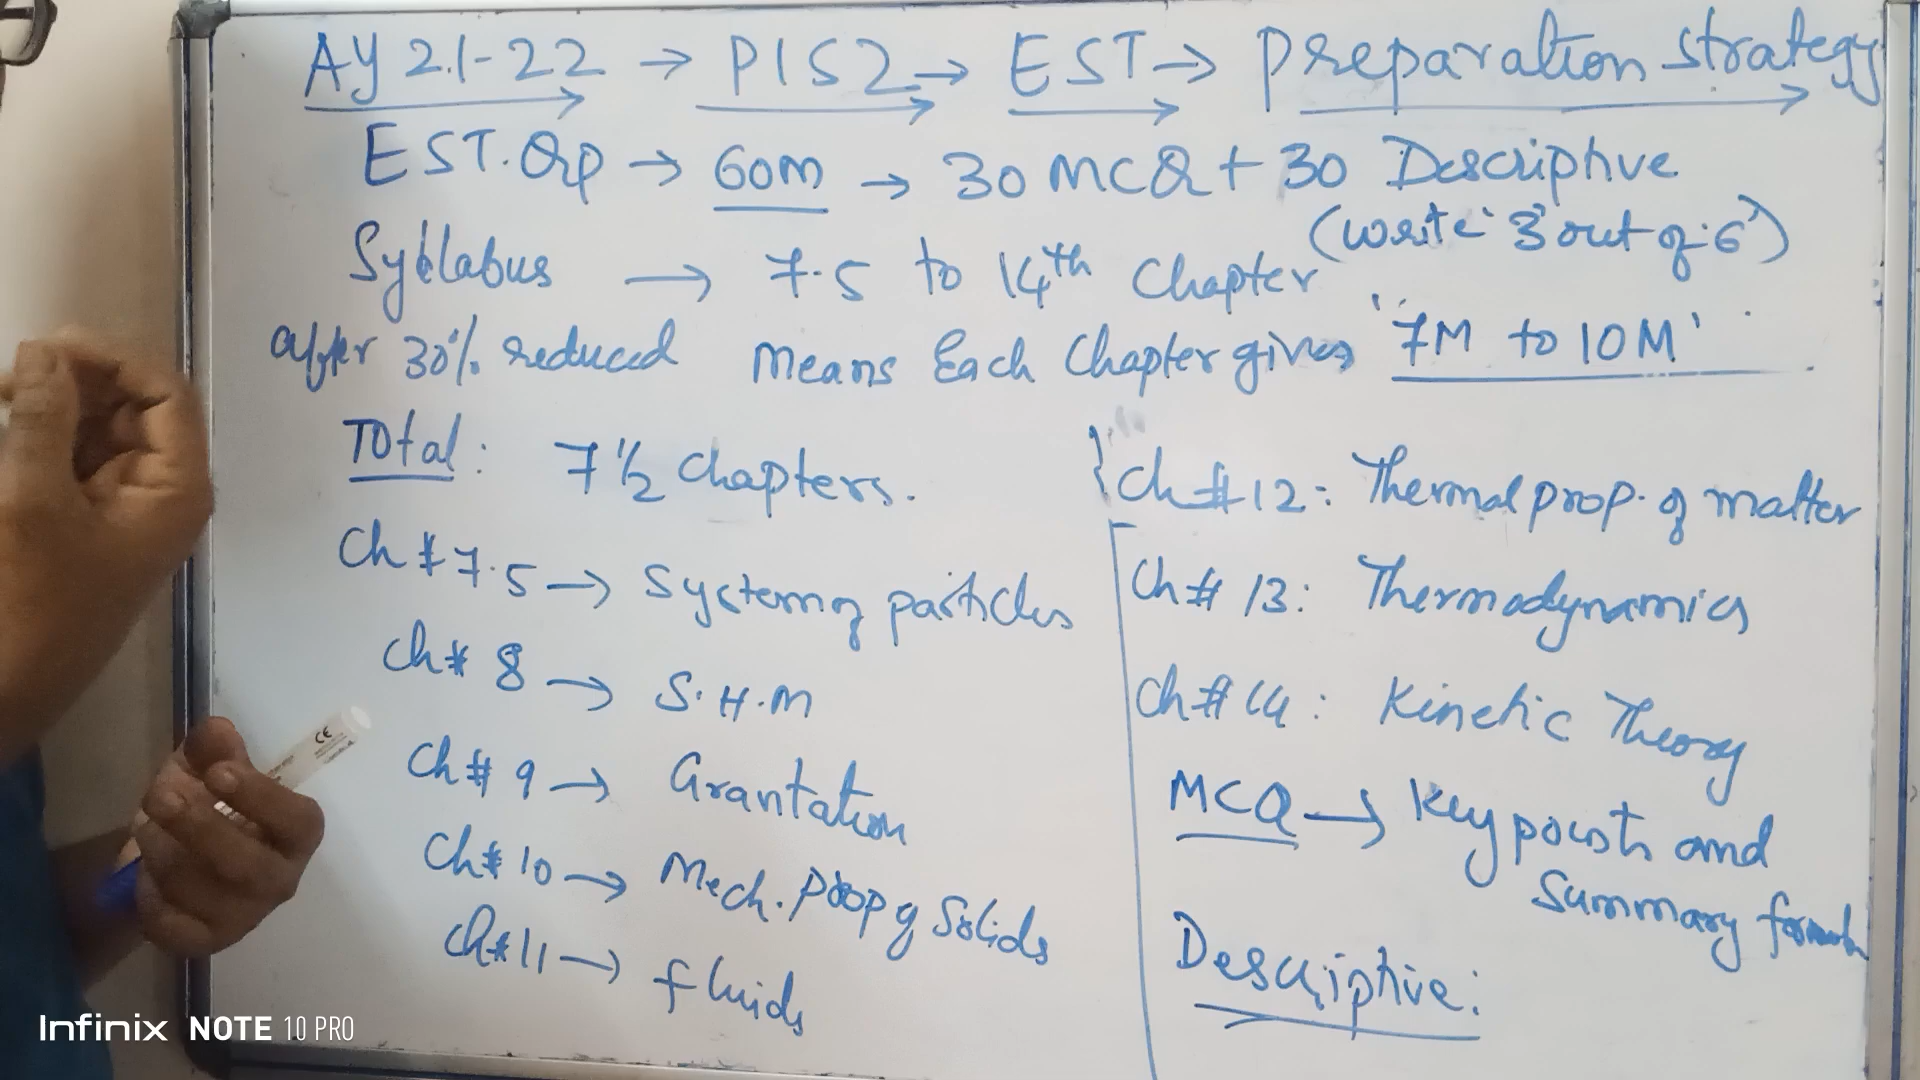 AY 21-22 → P1S2 → EST → Preparation strategy
EST. Qp → 60M → 30 MCQ + 30 Descriptive
(write '3' out of '6')
Syllabus → 7.5 to 14th Chapter
after 30% reduced means Each Chapter gives '7M to 10M'
Total: 7 1/2 Chapters.
Ch # 7.5 → System of particles
Ch # 8 → S.H.M
Ch # 9 → Gravitation
Ch # 10 → Mech. Prop of Solids
Ch # 11 → fluids
Ch # 12: Thermal prop. of matter
Ch # 13: Thermodynamics
Ch # 14: Kinetic Theory
MCQ → Key points and
Summary
Descriptive:
Infinix NOTE 10 PRO
CE